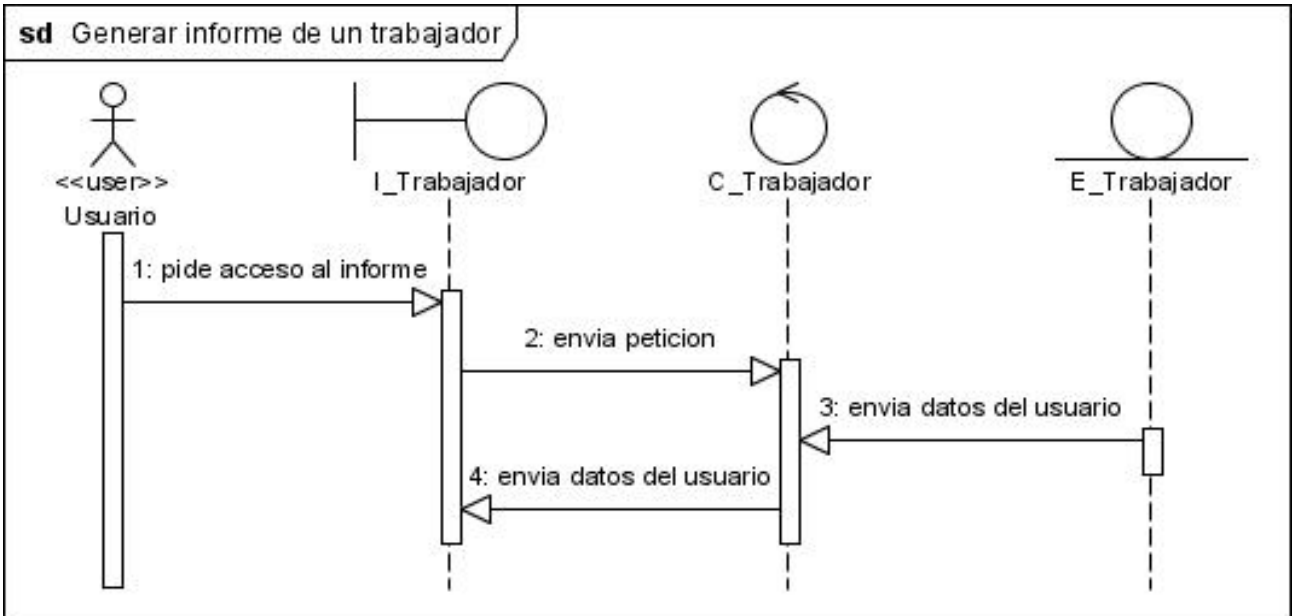 sd Generar informe de un trabajador
<<user>>
Usuario
I_Trabajador
C_Trabajador
E_Trabajador
1: pide acceso al informe
2: envia peticion
3: envia datos del usuario
4: envia datos del usuario